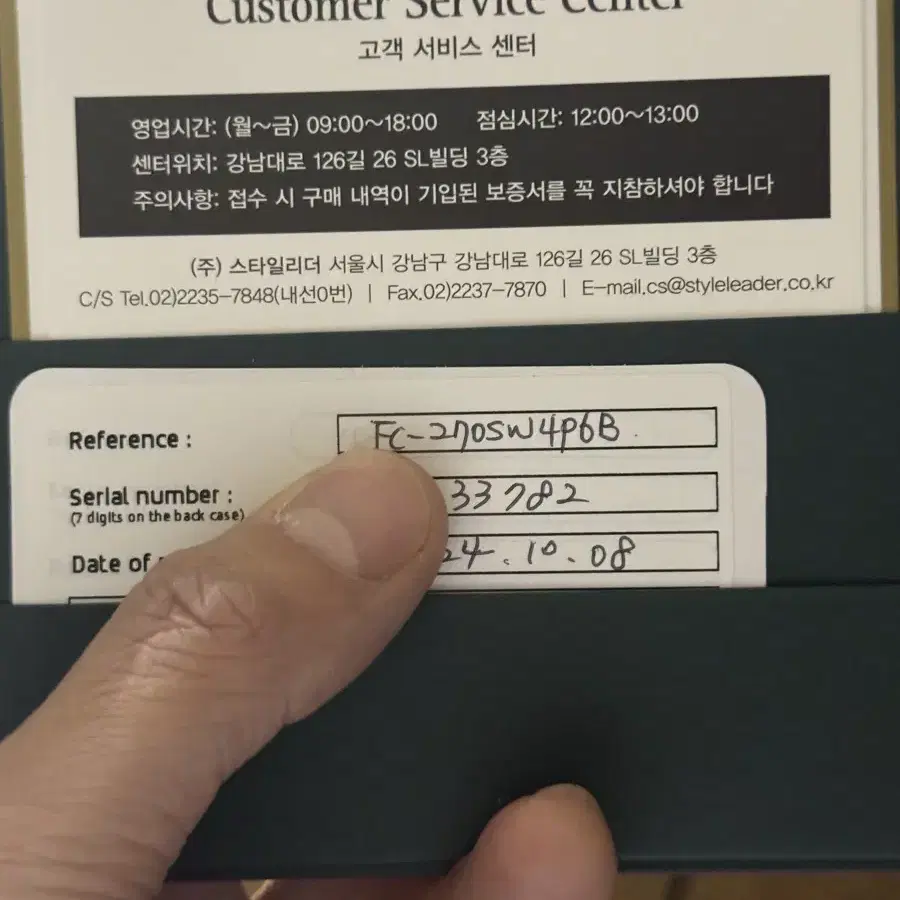 Customer Service Center
고객 서비스 센터
영업시간: (월~금) 09:00~18:00 점심시간: 12:00~13:00
센터위치: 강남대로 126길 26 SL빌딩 3층
주의사항: 접수 시 구매 내역이 기입된 보증서를 꼭 지참하셔야 합니다
(주) 스타일리더 서울시 강남구 강남대로 126길 26 SL빌딩 3층
C/S Tel.02)2235-7848(내선0번) | Fax.02)2237-7870 | E-mail.cs@styleleader.co.kr
Reference : FC-270SW4P6B
Serial number : 33782
(7 digits on the back case)
Date of 24.10.08